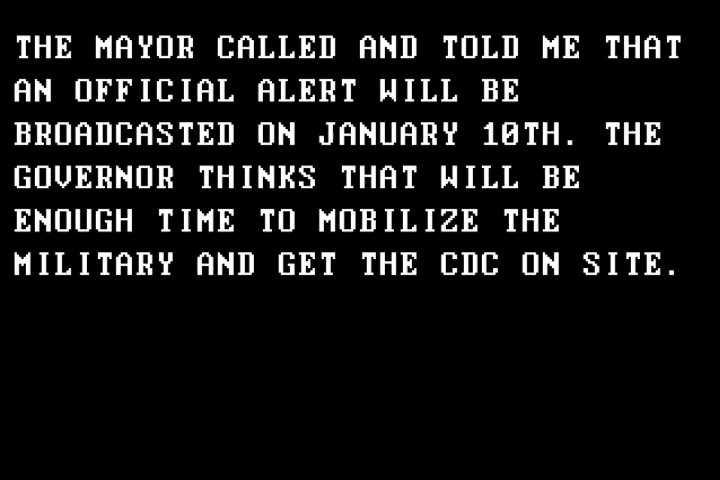 THE MAYOR CALLED AND TOLD ME THAT
AN OFFICIAL ALERT WILL BE
BROADCASTED ON JANUARY 10TH. THE
GOVERNOR THINKS THAT WILL BE
ENOUGH TIME TO MOBILIZE THE
MILITARY AND GET THE CDC ON SITE.